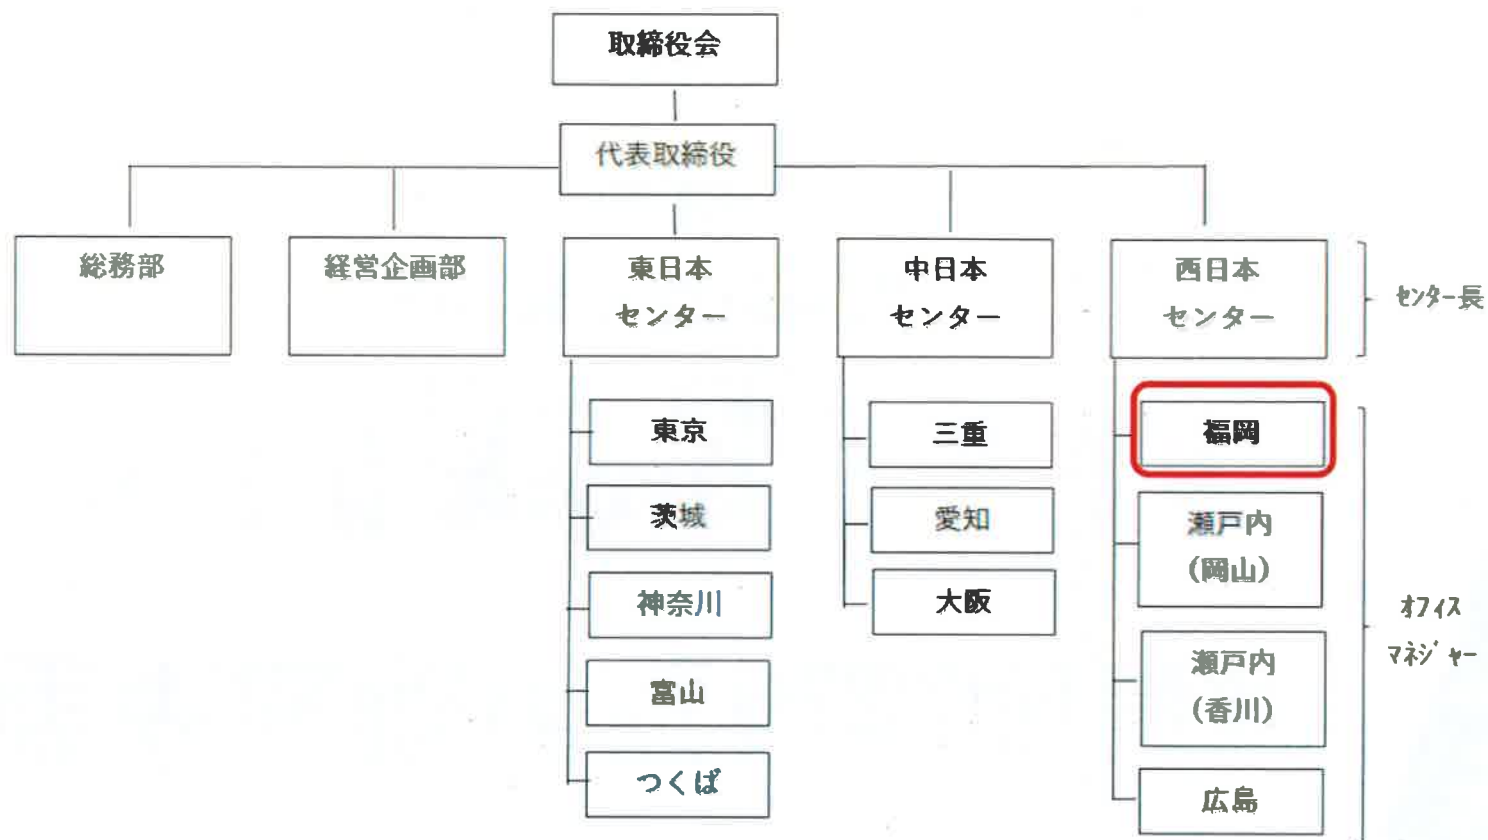 取締役会
代表取締役
総務部
経営企画部
東日本
センター
中日本
センター
西日本
センター
センター長
東京
茨城
神奈川
富山
つくば
三重
愛知
大阪
福岡
瀬戸内
(岡山)
瀬戸内
(香川)
広島
オフィス
マネジャー